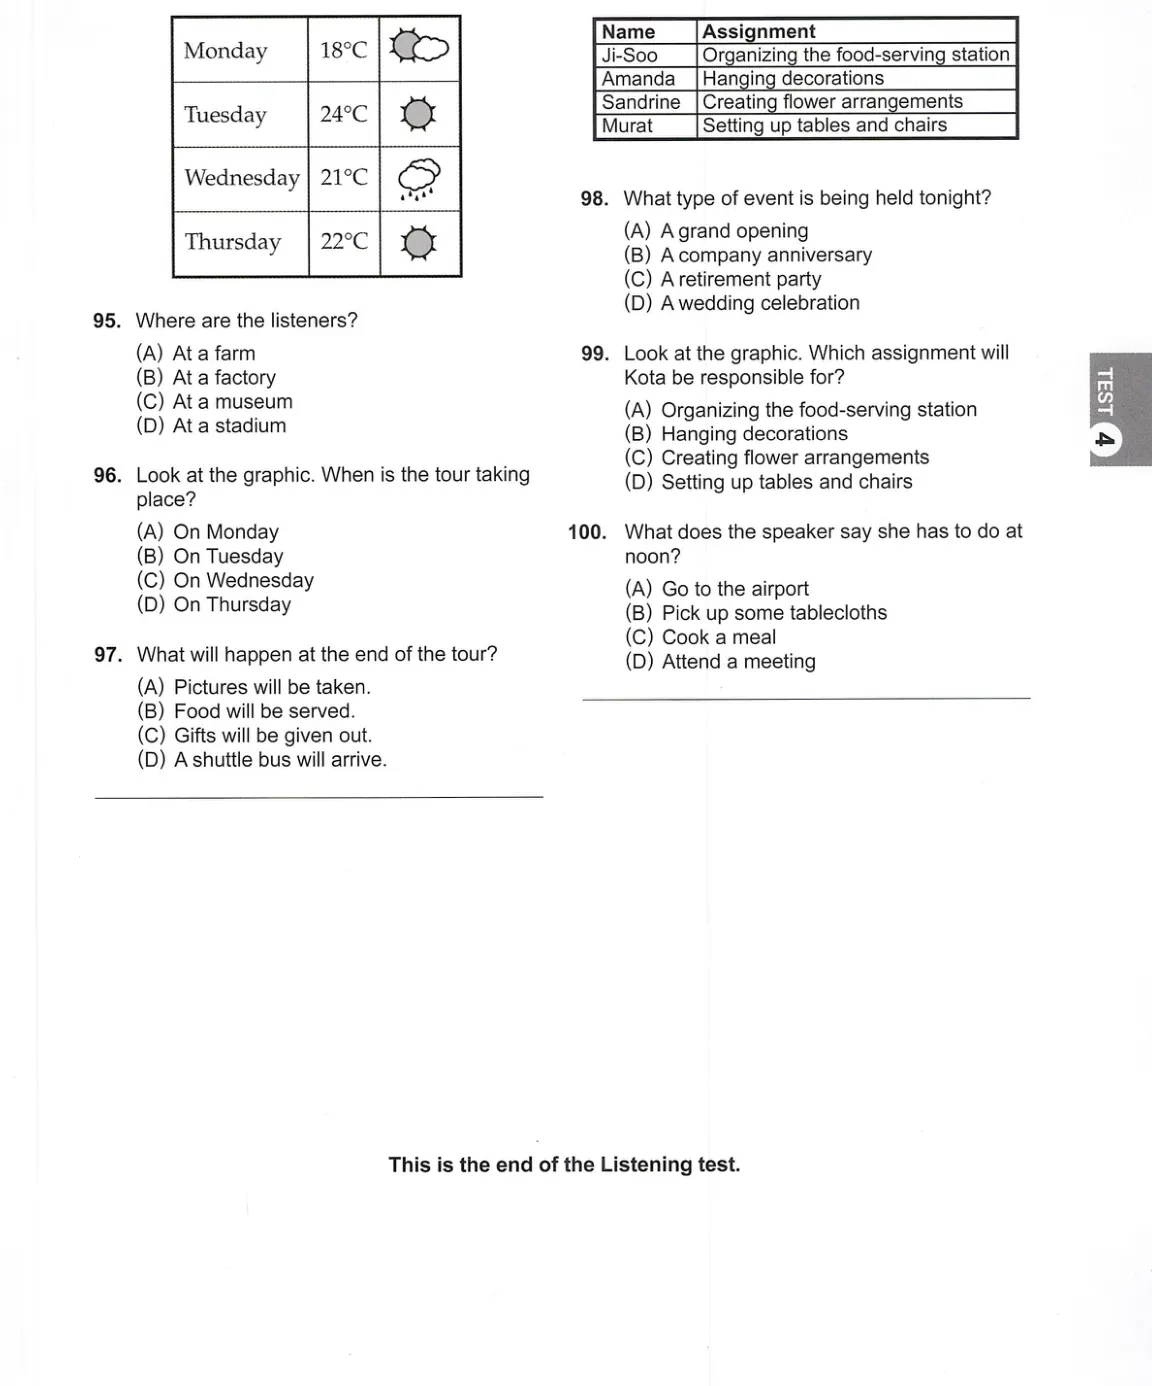 Monday 18°C
Tuesday 24°C
Wednesday 21°C
Thursday 22°C
95. Where are the listeners?
(A) At a farm
(B) At a factory
(C) At a museum
(D) At a stadium
96. Look at the graphic. When is the tour taking
place?
(A) On Monday
(B) On Tuesday
(C) On Wednesday
(D) On Thursday
97. What will happen at the end of the tour?
(A) Pictures will be taken.
(B) Food will be served.
(C) Gifts will be given out.
(D) A shuttle bus will arrive.
Name Assignment
Ji-Soo Organizing the food-serving station
Amanda Hanging decorations
Sandrine Creating flower arrangements
Murat Setting up tables and chairs
98. What type of event is being held tonight?
(A) A grand opening
(B) A company anniversary
(C) A retirement party
(D) A wedding celebration
99. Look at the graphic. Which assignment will
Kota be responsible for?
(A) Organizing the food-serving station
(B) Hanging decorations
(C) Creating flower arrangements
(D) Setting up tables and chairs
100. What does the speaker say she has to do at
noon?
(A) Go to the airport
(B) Pick up some tablecloths
(C) Cook a meal
(D) Attend a meeting
TEST 4
This is the end of the Listening test.